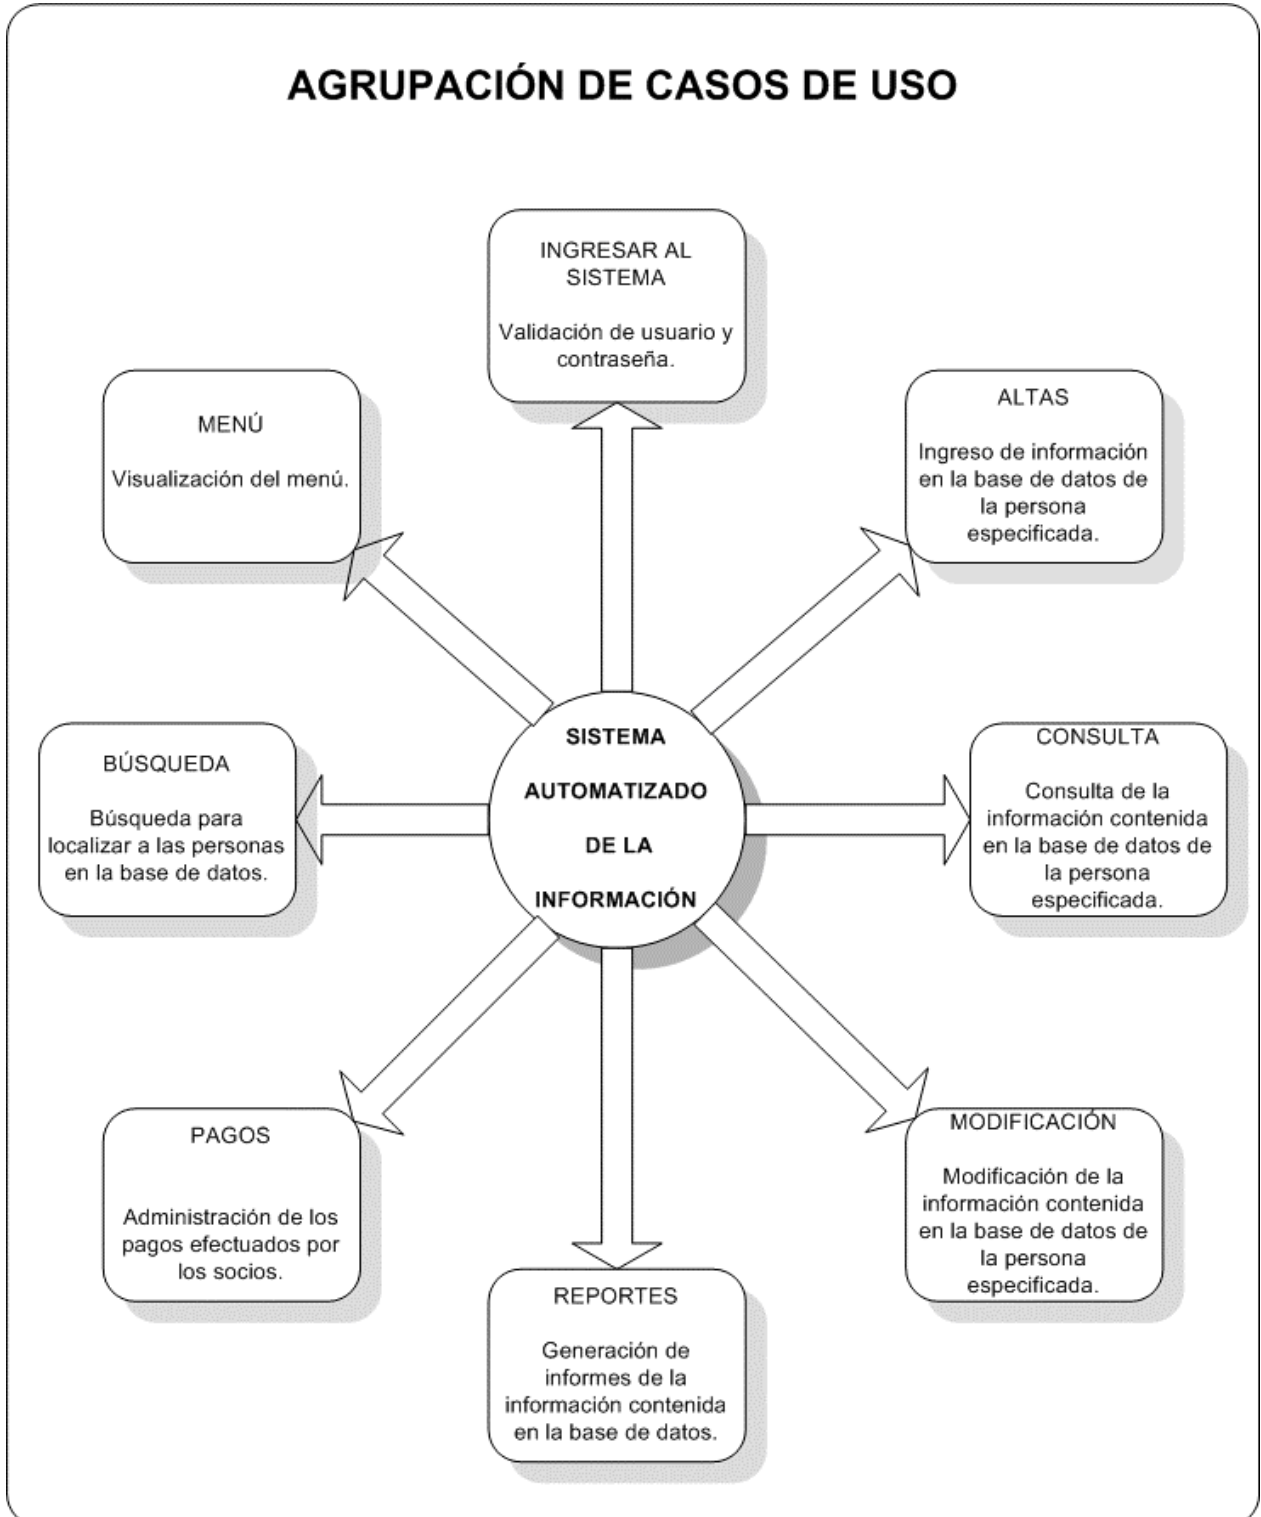 AGRUPACIÓN DE CASOS DE USO
INGRESAR AL
SISTEMA
Validación de usuario y
contraseña.
MENÚ
Visualización del menú.
ALTAS
Ingreso de información
en la base de datos de
la persona
especificada.
SISTEMA
AUTOMATIZADO
DE LA
INFORMACIÓN
BÚSQUEDA
Búsqueda para
localizar a las personas
en la base de datos.
CONSULTA
Consulta de la
información contenida
en la base de datos de
la persona
especificada.
PAGOS
Administración de los
pagos efectuados por
los socios.
MODIFICACIÓN
Modificación de la
información contenida
en la base de datos de
la persona
especificada.
REPORTES
Generación de
informes de la
información contenida
en la base de datos.